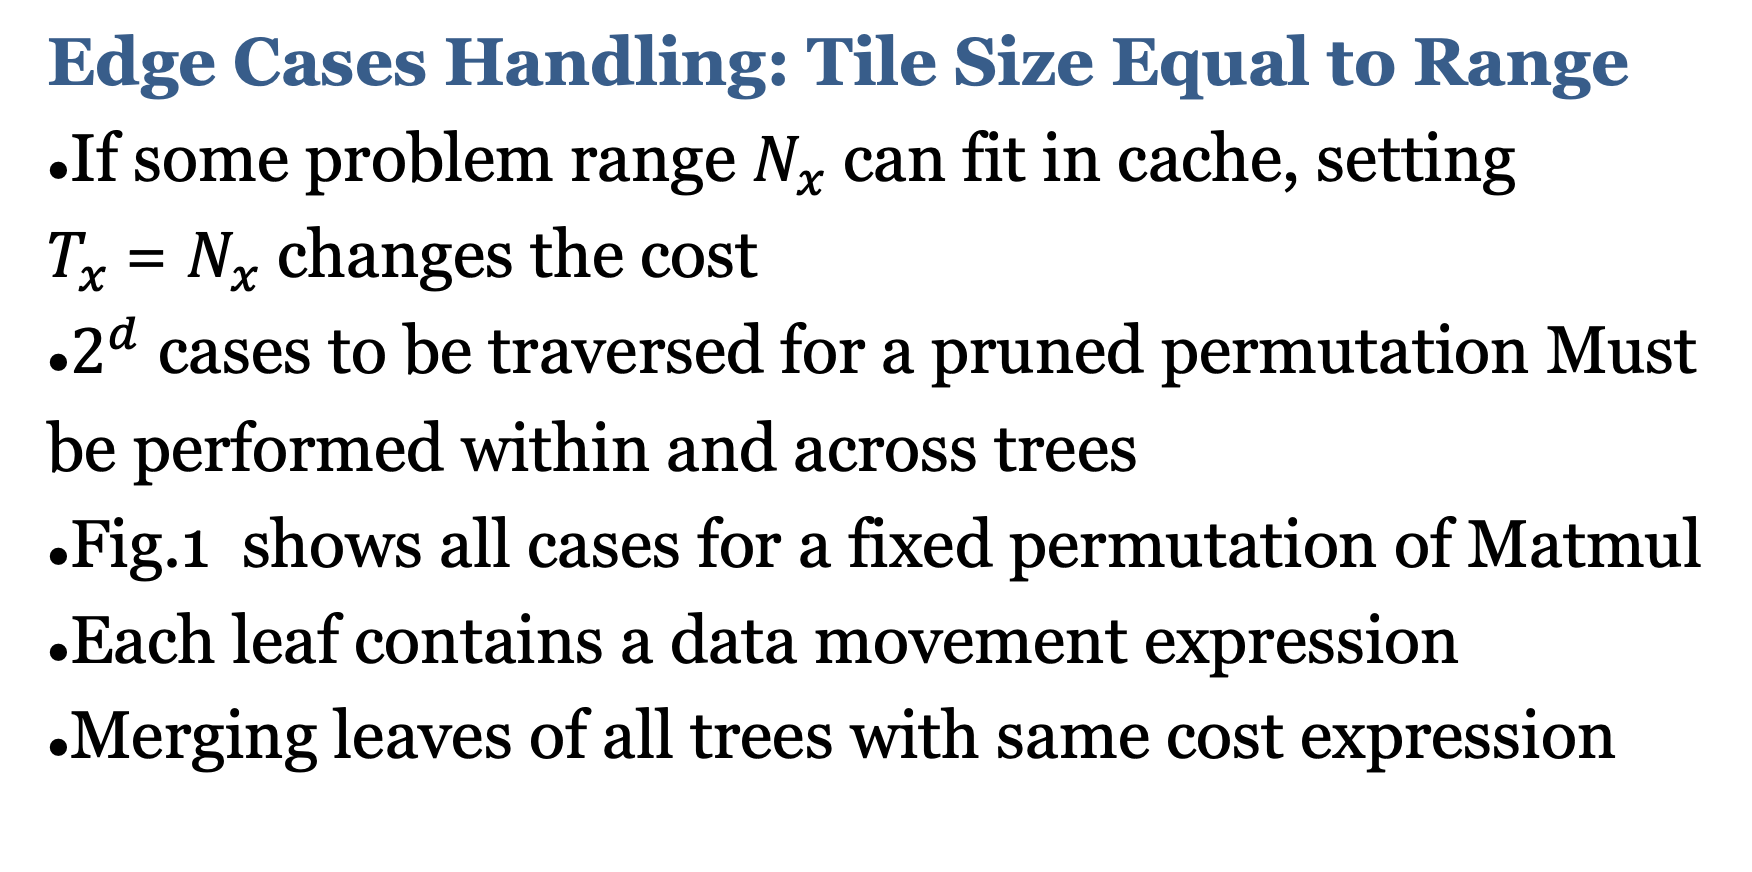 Edge Cases Handling: Tile Size Equal to Range
•If some problem range Nₓ can fit in cache, setting
Tₓ = Nₓ changes the cost
•2ᵈ cases to be traversed for a pruned permutation Must
be performed within and across trees
•Fig.1 shows all cases for a fixed permutation of Matmul
•Each leaf contains a data movement expression
•Merging leaves of all trees with same cost expression